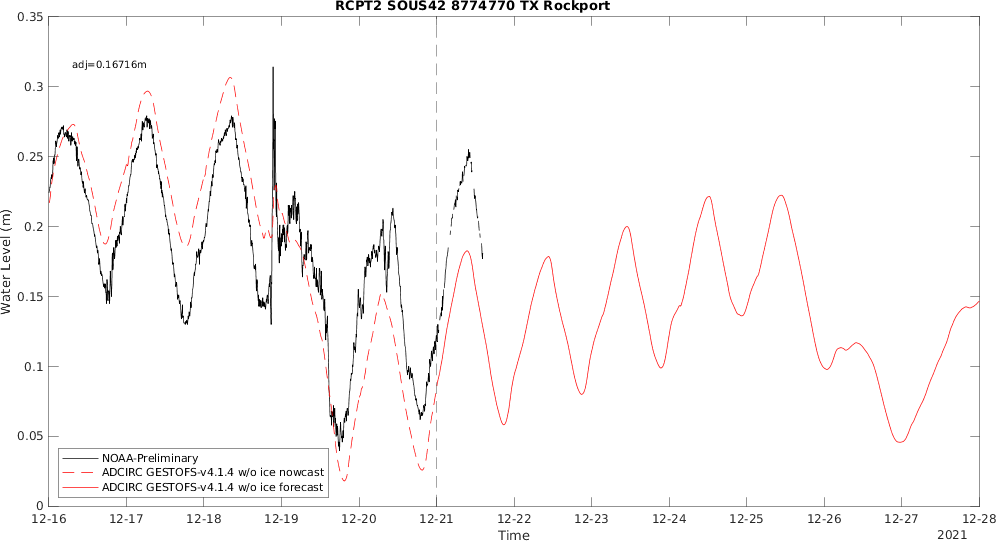 RCPT2 SOUS42 8774770 TX Rockport
adj=0.16716m
Water Level (m)
0.35
0.3
0.25
0.2
0.15
0.1
0.05
0
NOAA-Preliminary
ADCIRC GESTOFS-v4.1.4 w/o ice nowcast
ADCIRC GESTOFS-v4.1.4 w/o ice forecast
12-16 12-17 12-18 12-19 12-20 12-21 12-22 12-23 12-24 12-25 12-26 12-27 12-28
Time
2021